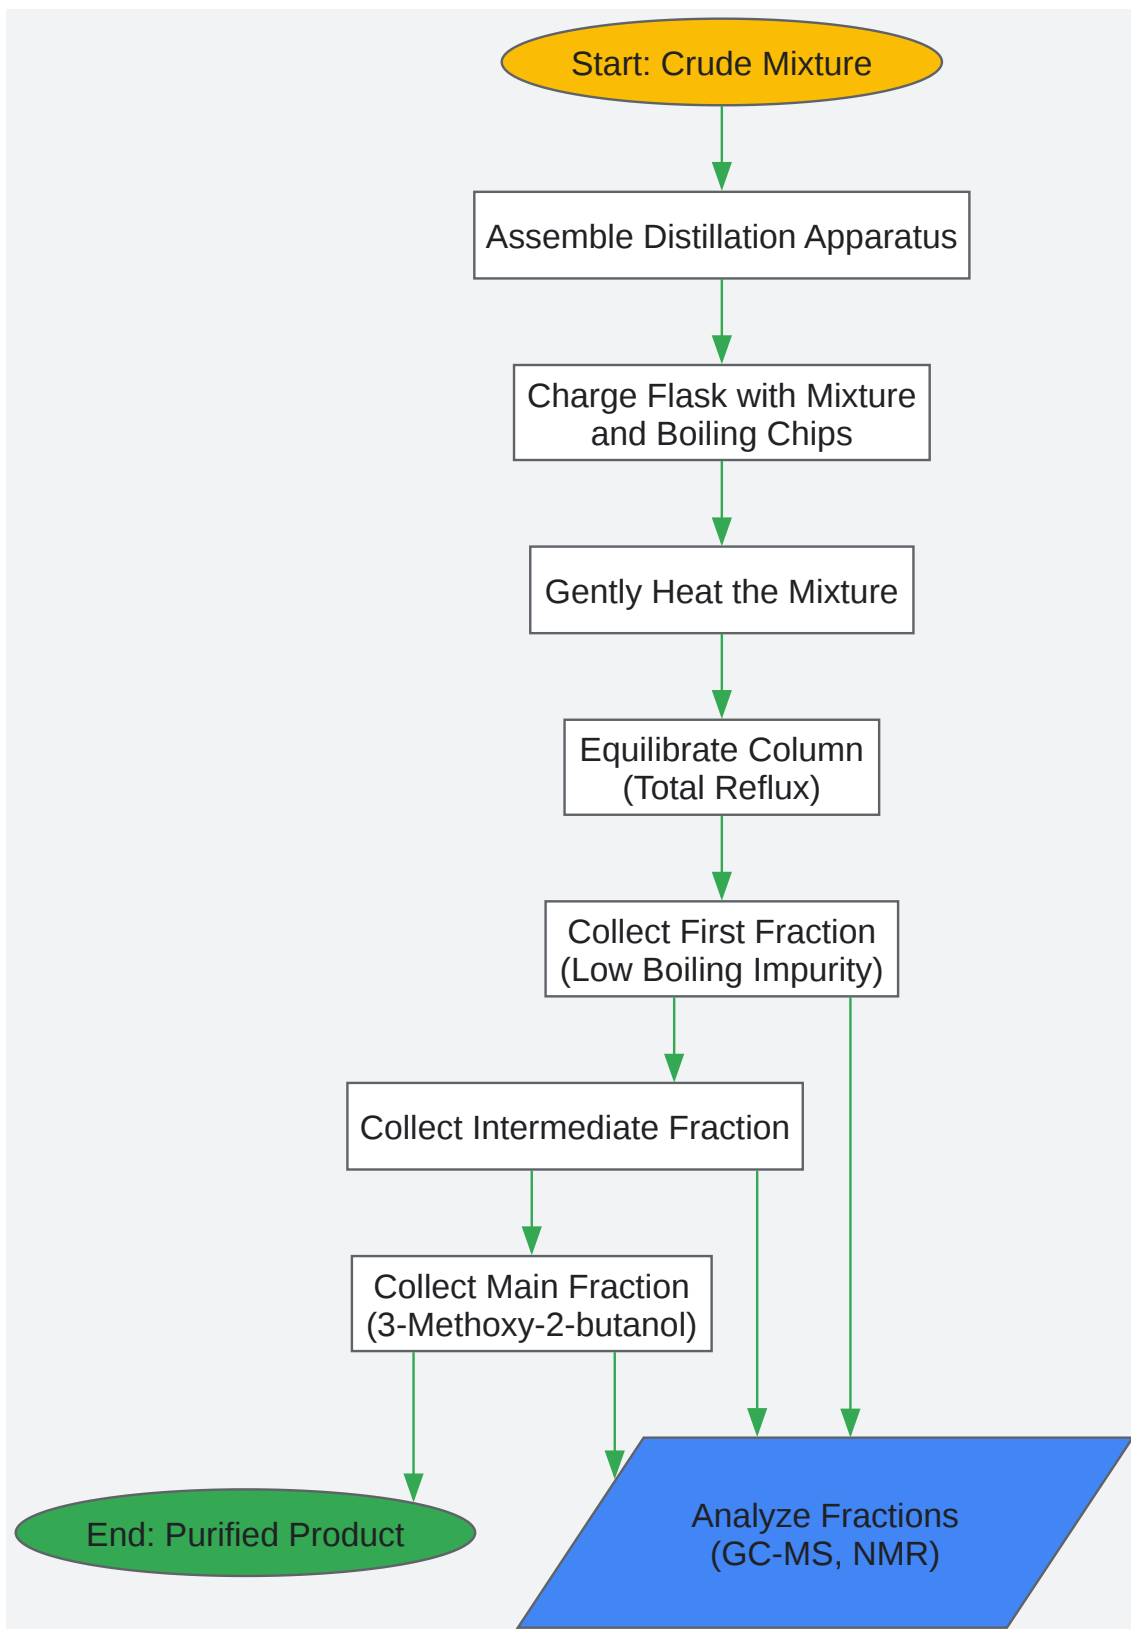 Start: Crude Mixture
Assemble Distillation Apparatus
Charge Flask with Mixture
and Boiling Chips
Gently Heat the Mixture
Equilibrate Column
(Total Reflux)
Collect First Fraction
(Low Boiling Impurity)
Collect Intermediate Fraction
Collect Main Fraction
(3-Methoxy-2-butanol)
End: Purified Product
Analyze Fractions
(GC-MS, NMR)